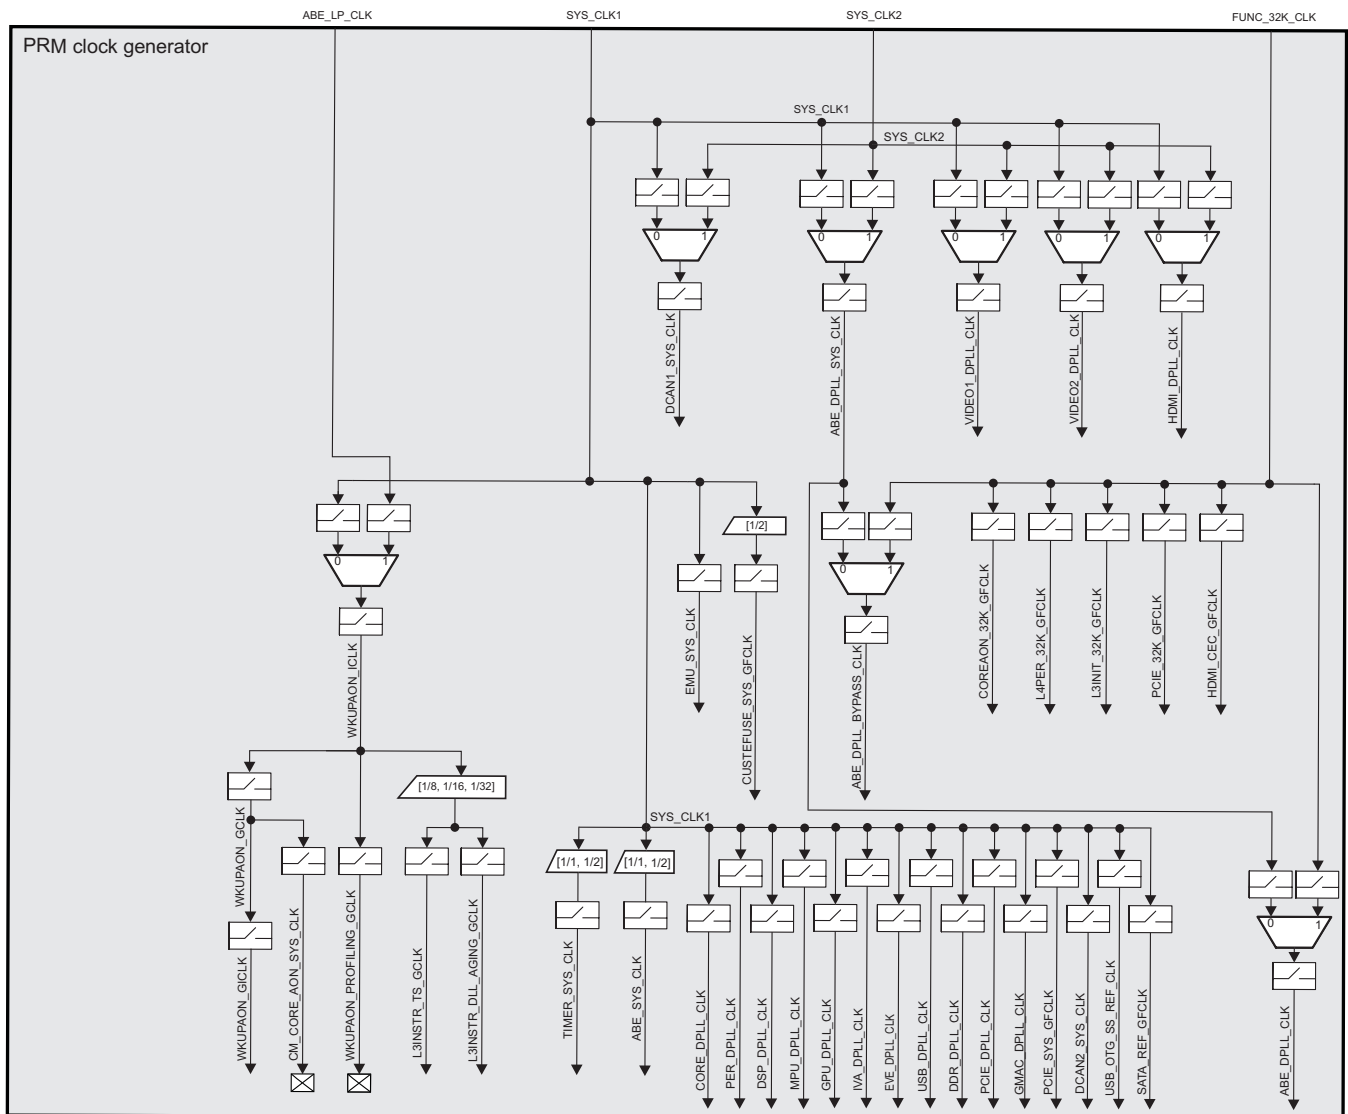 ABE_LP_CLK
SYS_CLK1
SYS_CLK2
FUNC_32K_CLK
PRM clock generator
SYS_CLK1
SYS_CLK2
0 1
0 1
0 1
0 1
0 1
DCAN1_SYS_CLK
ABE_DPLL_SYS_CLK
VIDEO1_DPLL_CLK
VIDEO2_DPLL_CLK
HDMI_DPLL_CLK
[1/2]
0 1
0 1
WKUPAON_ICLK
EMU_SYS_CLK
CUSTEFUSE_SYS_GFCLK
ABE_DPLL_BYPASS_CLK
COREAON_32K_GFCLK
L4PER_32K_GFCLK
L3INIT_32K_GFCLK
PCIE_32K_GFCLK
HDMI_CEC_GFCLK
[1/8, 1/16, 1/32]
SYS_CLK1
WKUPAON_GCLK
[1/1, 1/2]
[1/1, 1/2]
0 1
WKUPAON_GICLK
CM_CORE_AON_SYS_CLK
WKUPAON_PROFILING_GCLK
L3INSTR_TS_GCLK
L3INSTR_DLL_AGING_GCLK
TIMER_SYS_CLK
ABE_SYS_CLK
CORE_DPLL_CLK
PER_DPLL_CLK
DSP_DPLL_CLK
MPU_DPLL_CLK
GPU_DPLL_CLK
IVA_DPLL_CLK
EVE_DPLL_CLK
USB_DPLL_CLK
DDR_DPLL_CLK
PCIE_DPLL_CLK
GMAC_DPLL_CLK
PCIE_SYS_GFCLK
DCAN2_SYS_CLK
USB_OTG_SS_REF_CLK
SATA_REF_GFCLK
ABE_DPLL_CLK